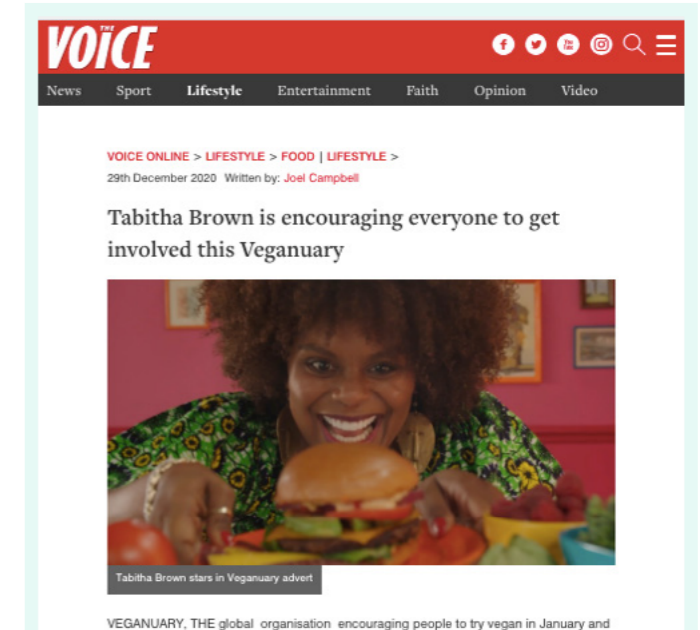 THE
VOICE
News Sport Lifestyle Entertainment Faith Opinion Video
VOICE ONLINE > LIFESTYLE > FOOD | LIFESTYLE >
29th December 2020 Written by: Joel Campbell
Tabitha Brown is encouraging everyone to get
involved this Veganuary
Tabitha Brown stars in Veganuary advert
VEGANUARY, THE global organisation encouraging people to try vegan in January and